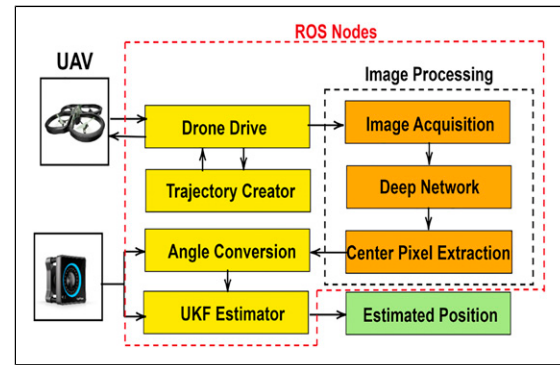 ROS Nodes
UAV
Image Processing
Drone Drive
Image Acquisition
Trajectory Creator
Deep Network
Angle Conversion
Center Pixel Extraction
UKF Estimator
Estimated Position